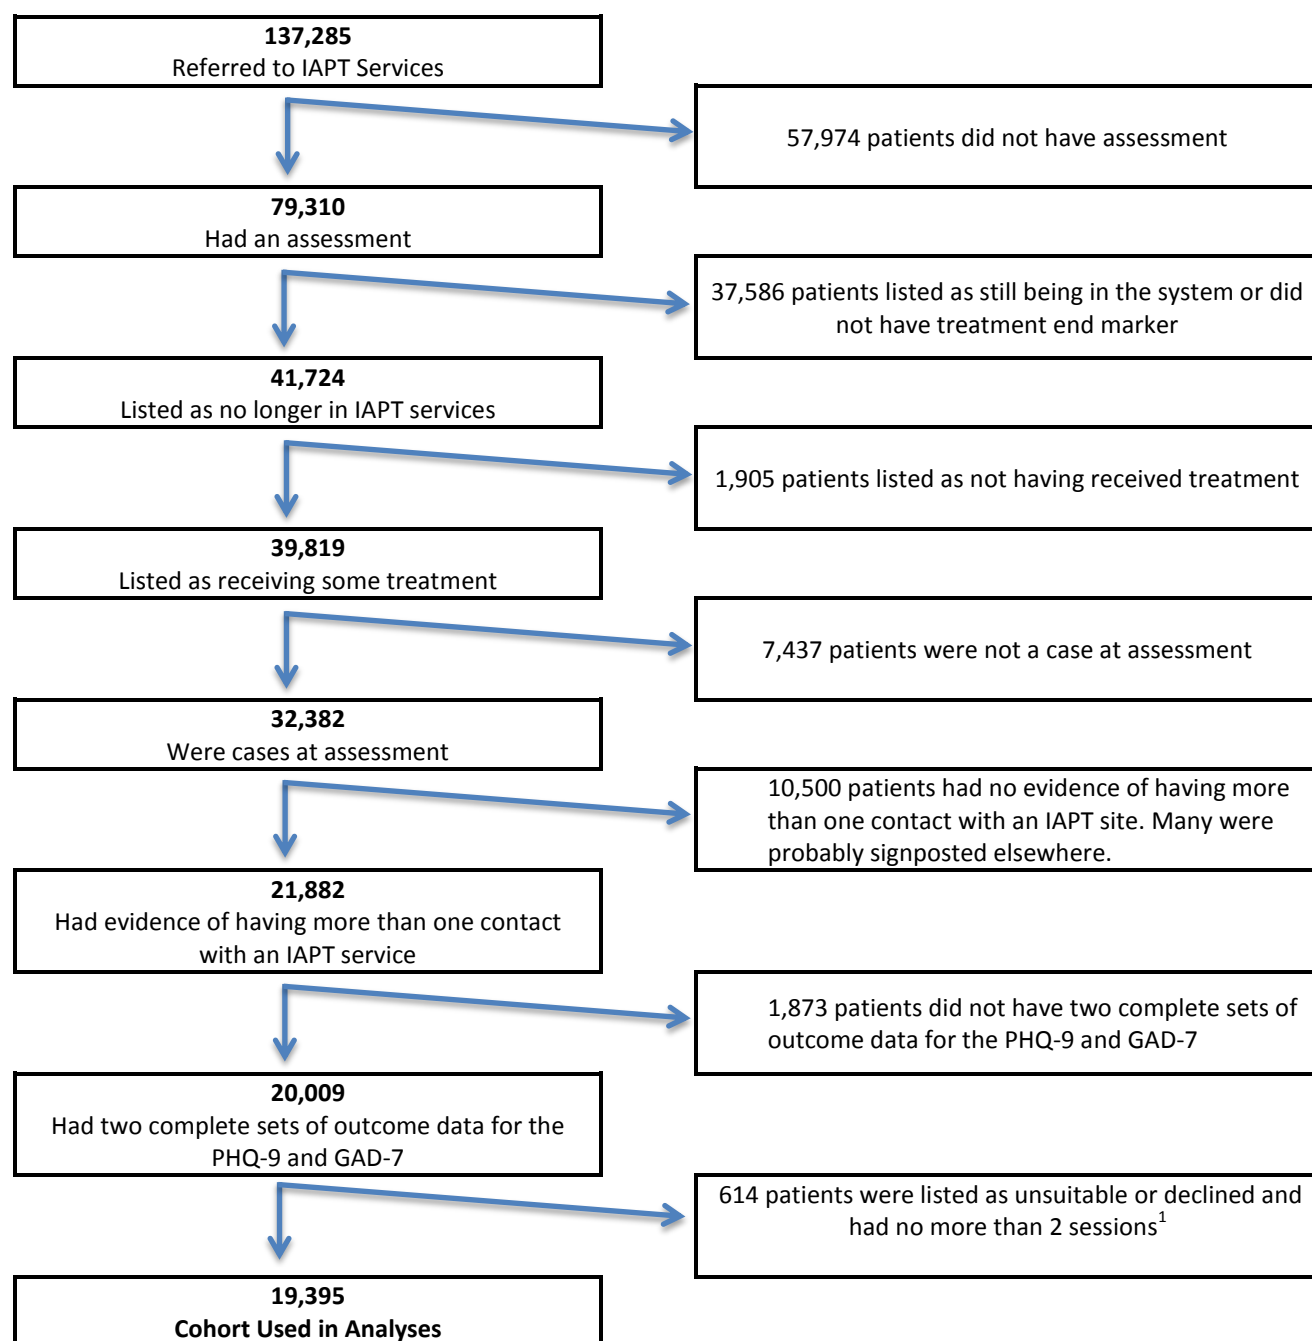 137,285
Referred to IAPT Services
57,974 patients did not have assessment
79,310
Had an assessment
37,586 patients listed as still being in the system or did
not have treatment end marker
41,724
Listed as no longer in IAPT services
1,905 patients listed as not having received treatment
39,819
Listed as receiving some treatment
7,437 patients were not a case at assessment
32,382
Were cases at assessment
10,500 patients had no evidence of having more
than one contact with an IAPT site. Many were
probably signposted elsewhere.
21,882
Had evidence of having more than one contact
with an IAPT service
1,873 patients did not have two complete sets of
outcome data for the PHQ-9 and GAD-7
20,009
Had two complete sets of outcome data for the
PHQ-9 and GAD-7
614 patients were listed as unsuitable or declined and
had no more than 2 sessions¹
19,395
Cohort Used in Analyses